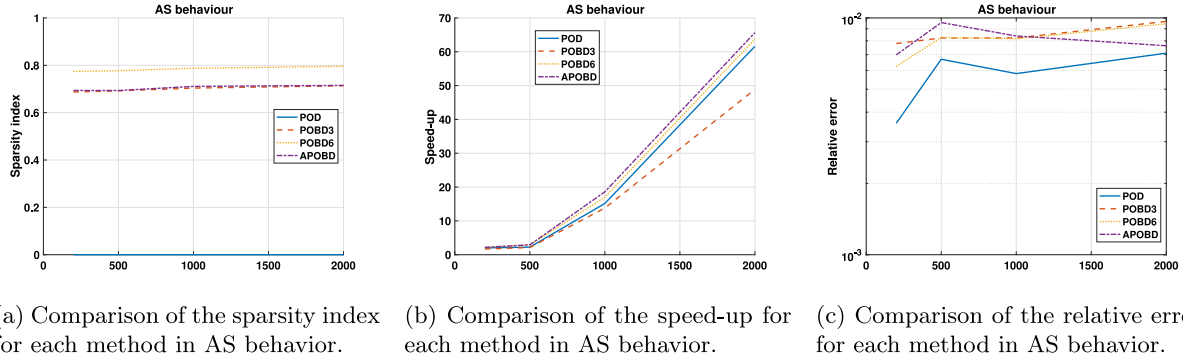 AS behaviour
1
0.8
0.6
0.4
0.2
0
Sparsity index
0 500 1000 1500 2000
POD
POBD3
POBD6
APOBD
AS behaviour
70
60
50
40
30
20
10
0
Speed-up
0 500 1000 1500 2000
POD
POBD3
POBD6
APOBD
AS behaviour
10-2
10-3
Relative error
0 500 1000 1500 2000
POD
POBD3
POBD6
APOBD
a) Comparison of the sparsity index
for each method in AS behavior.
(b) Comparison of the speed-up for
each method in AS behavior.
(c) Comparison of the relative erro
for each method in AS behavior.